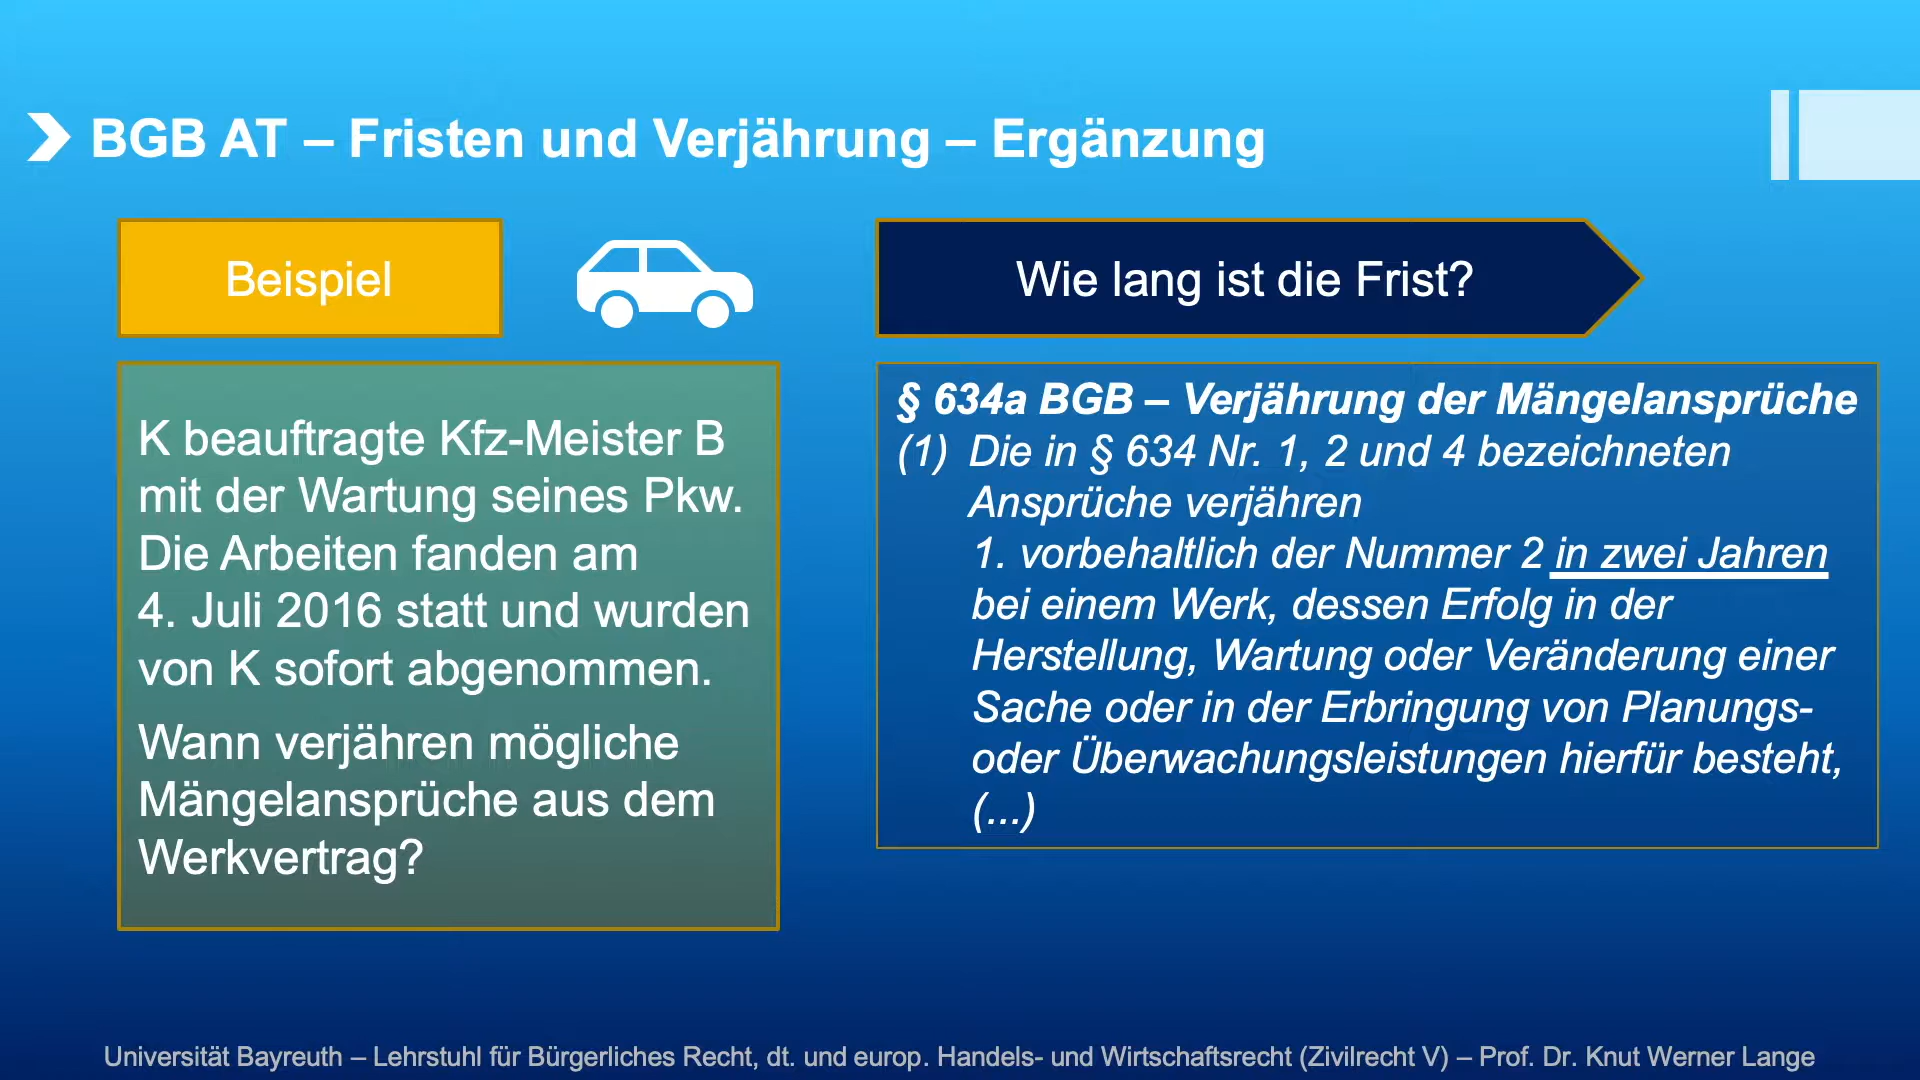 BGB AT – Fristen und Verjährung – Ergänzung
Beispiel
K beauftragte Kfz-Meister B
mit der Wartung seines Pkw.
Die Arbeiten fanden am
4. Juli 2016 statt und wurden
von K sofort abgenommen.
Wann verjähren mögliche
Mängelansprüche aus dem
Werkvertrag?
Wie lang ist die Frist?
§ 634a BGB – Verjährung der Mängelansprüche
(1) Die in § 634 Nr. 1, 2 und 4 bezeichneten
Ansprüche verjähren
1. vorbehaltlich der Nummer 2 in zwei Jahren
bei einem Werk, dessen Erfolg in der
Herstellung, Wartung oder Veränderung einer
Sache oder in der Erbringung von Planungs-
oder Überwachungsleistungen hierfür besteht,
(...)
Universität Bayreuth – Lehrstuhl für Bürgerliches Recht, dt. und europ. Handels- und Wirtschaftsrecht (Zivilrecht V) – Prof. Dr. Knut Werner Lange